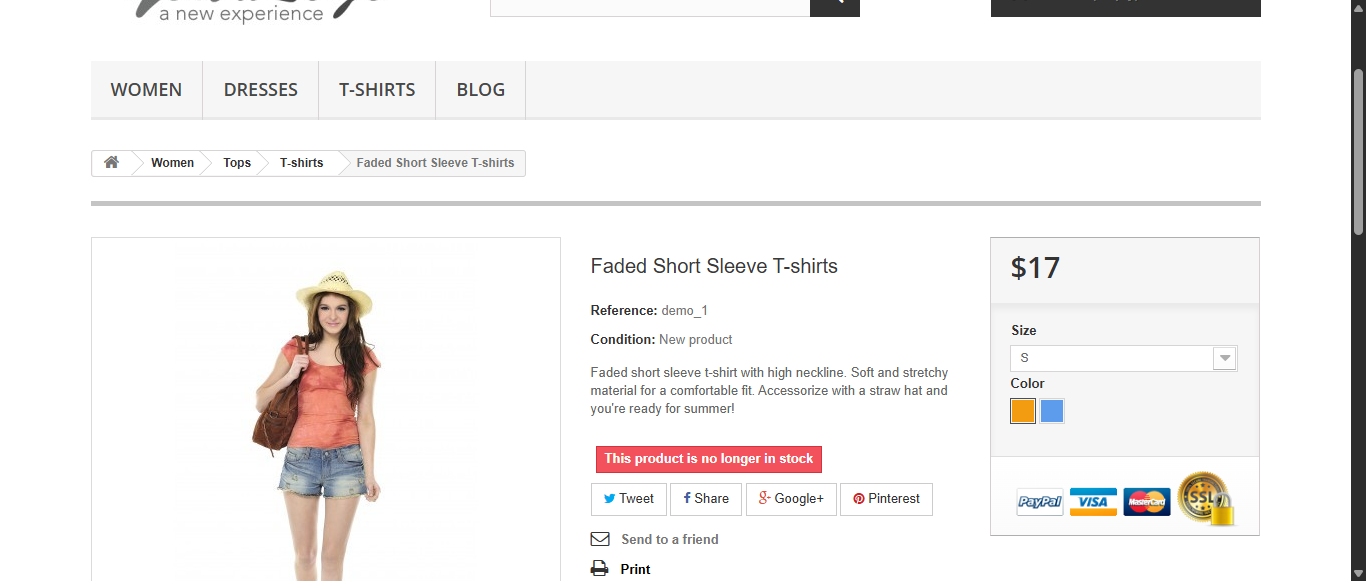 a new experience
WOMEN
DRESSES
T-SHIRTS
BLOG
Women
Tops
T-shirts
Faded Short Sleeve T-shirts
Faded Short Sleeve T-shirts
Reference: demo_1
Condition: New product
Faded short sleeve t-shirt with high neckline. Soft and stretchy
material for a comfortable fit. Accessorize with a straw hat and
you're ready for summer!
This product is no longer in stock
Tweet
Share
Google+
Pinterest
Send to a friend
Print
$17
Size
S
Color
PayPal
VISA
MasterCard
SSL